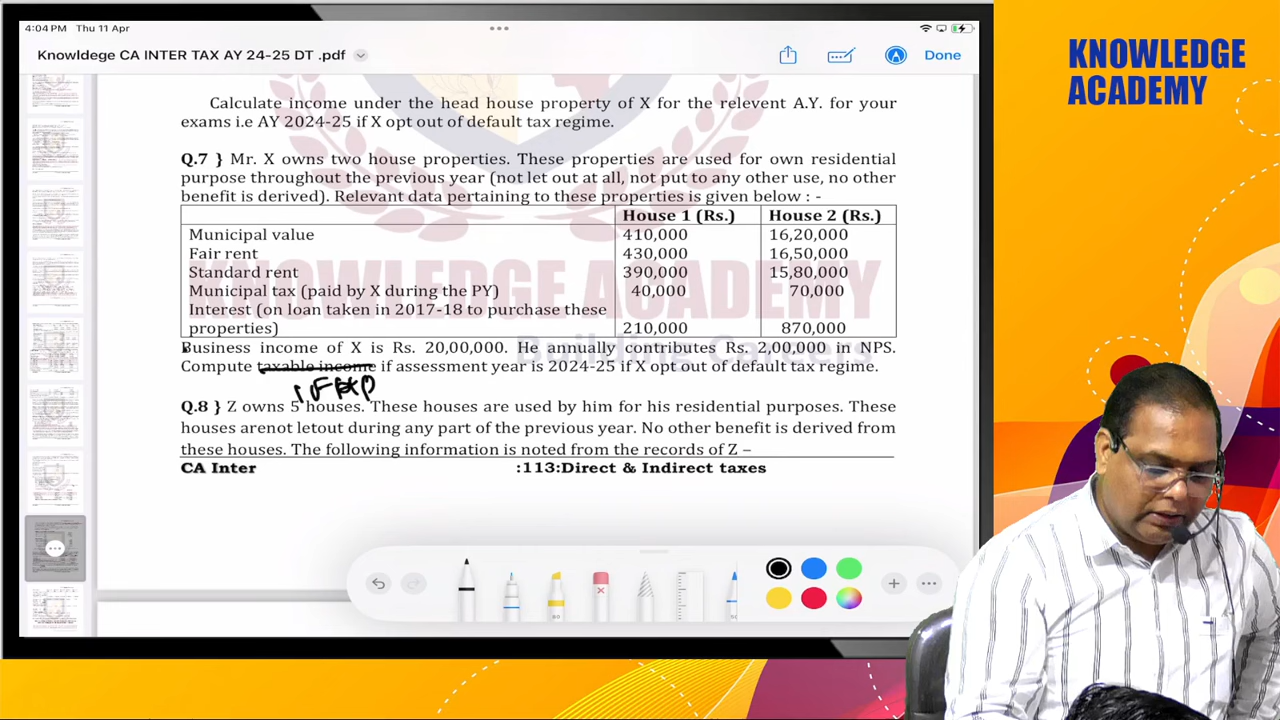 4:04 PM Thu 11 Apr
Knowldege CA INTER TAX AY 24-25 DT .pdf
Done
KNOWLEDGE
ACADEMY
Calculate income under the head house property of X for the relevent A.Y. for your
exams i.e AY 2024-25 if X opt out of default tax regime.
Mr. X owns two house properties. These properties are used for own residential
purpose throughout the previous year (not let out at all, not put to any other use, no other
benefit is derived). Relevant data pertaining to these properties is given below : -
House 1 (Rs.) House 2 (Rs.)
Municipal value 410,000 16,20,000
Fair rent 430,000 16,50,000
Standard rent 390,000 15,80,000
Municipal tax paid by X during the 40,000 70,000
Interest (on loan taken in 2017-18 to purchase these
properties) 210,000 870,000
Business income of X is Rs. 20,00,000 He annually contributes Rs. 2,00,000 in NPS.
Compute taxable income if assessment year is 2024-25 if X opt out of default tax regime.
IFHP
owns 5 houses. These houses are used by him for his residential purposes. These
houses arenot letout during any part of the previous year. No other benefit is derived from
these houses. The following information is noted from the records of Z –
CA Inter :113: Direct & indirect taxes